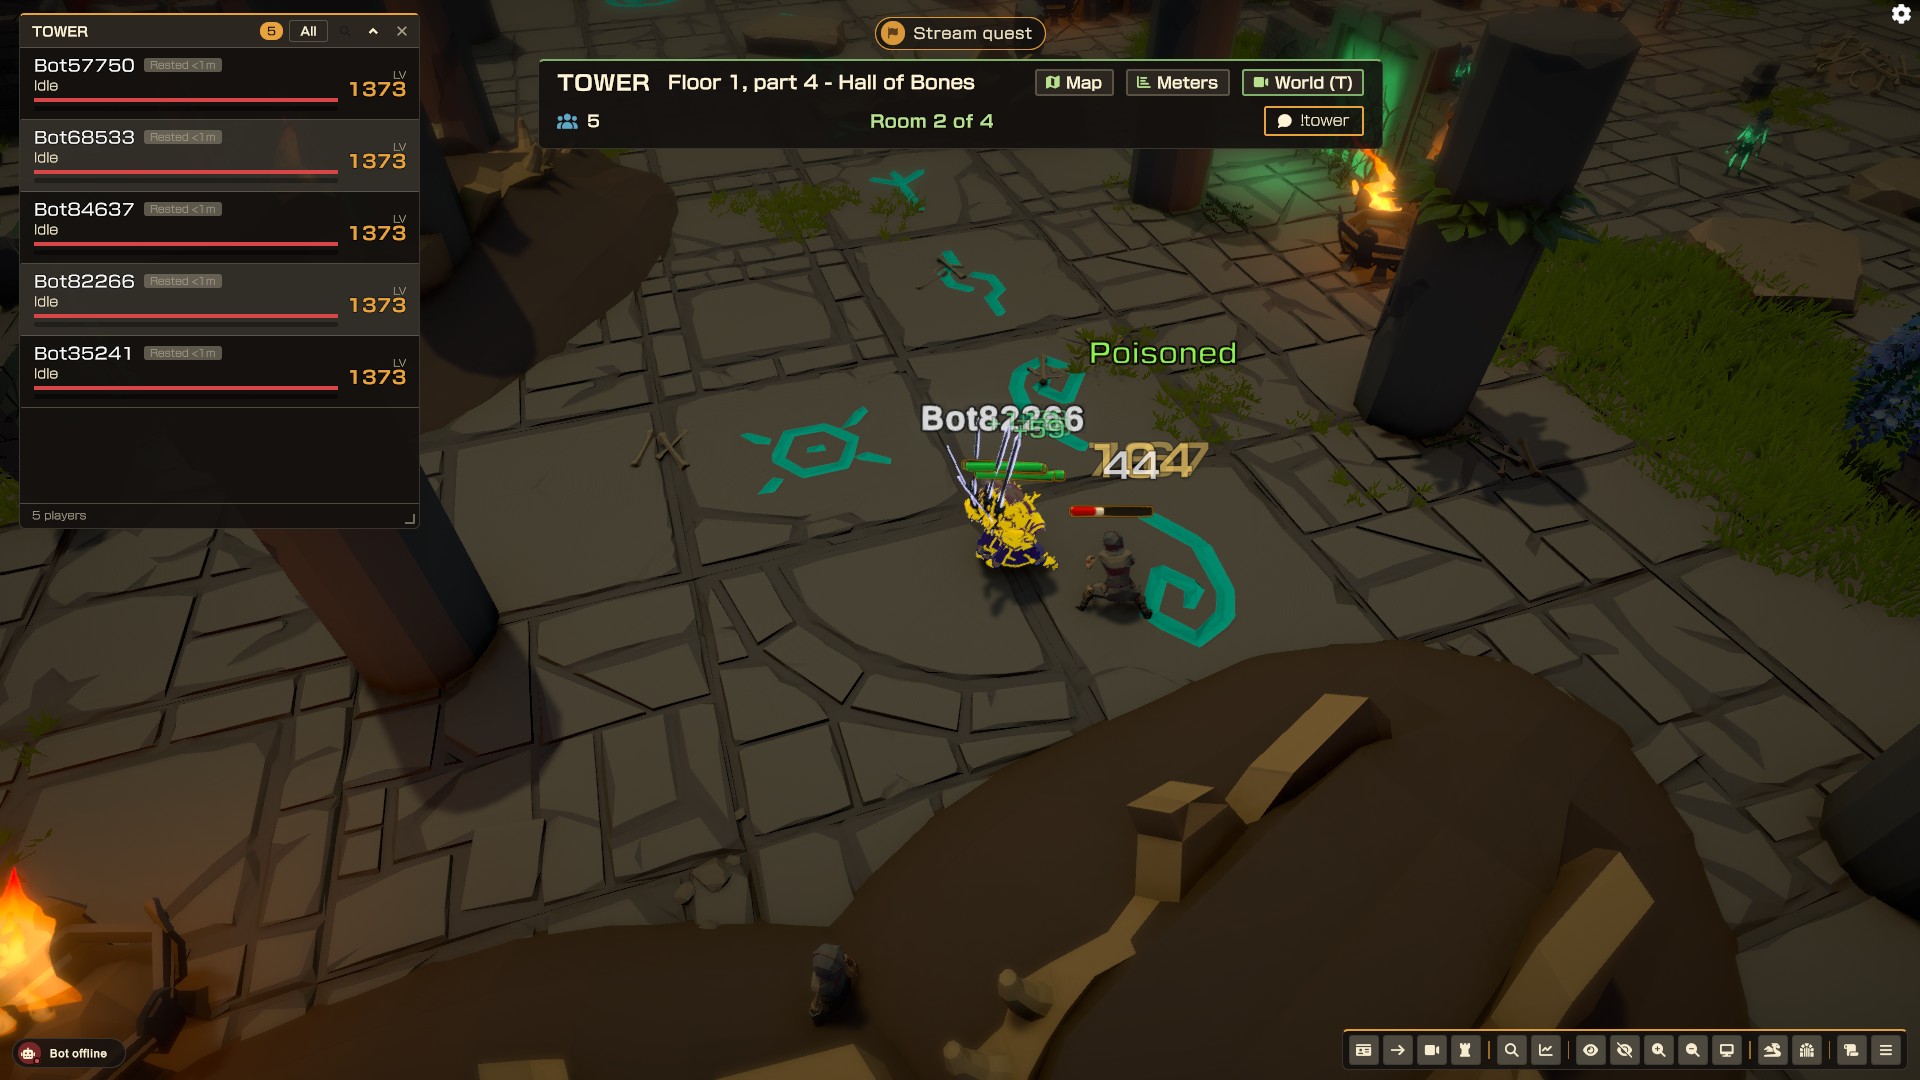 TOWER
5
All
Bot57750
Rested <1m
Idle
LV
1373
Bot68533
Rested <1m
Idle
LV
1373
Bot84637
Rested <1m
Idle
LV
1373
Bot82266
Rested <1m
Idle
LV
1373
Bot35241
Rested <1m
Idle
LV
1373
5 players
Stream quest
TOWER Floor 1, part 4 - Hall of Bones
Map
Meters
World (T)
5
Room 2 of 4
!tower
Poisoned
Bot82266
44
Bot offline